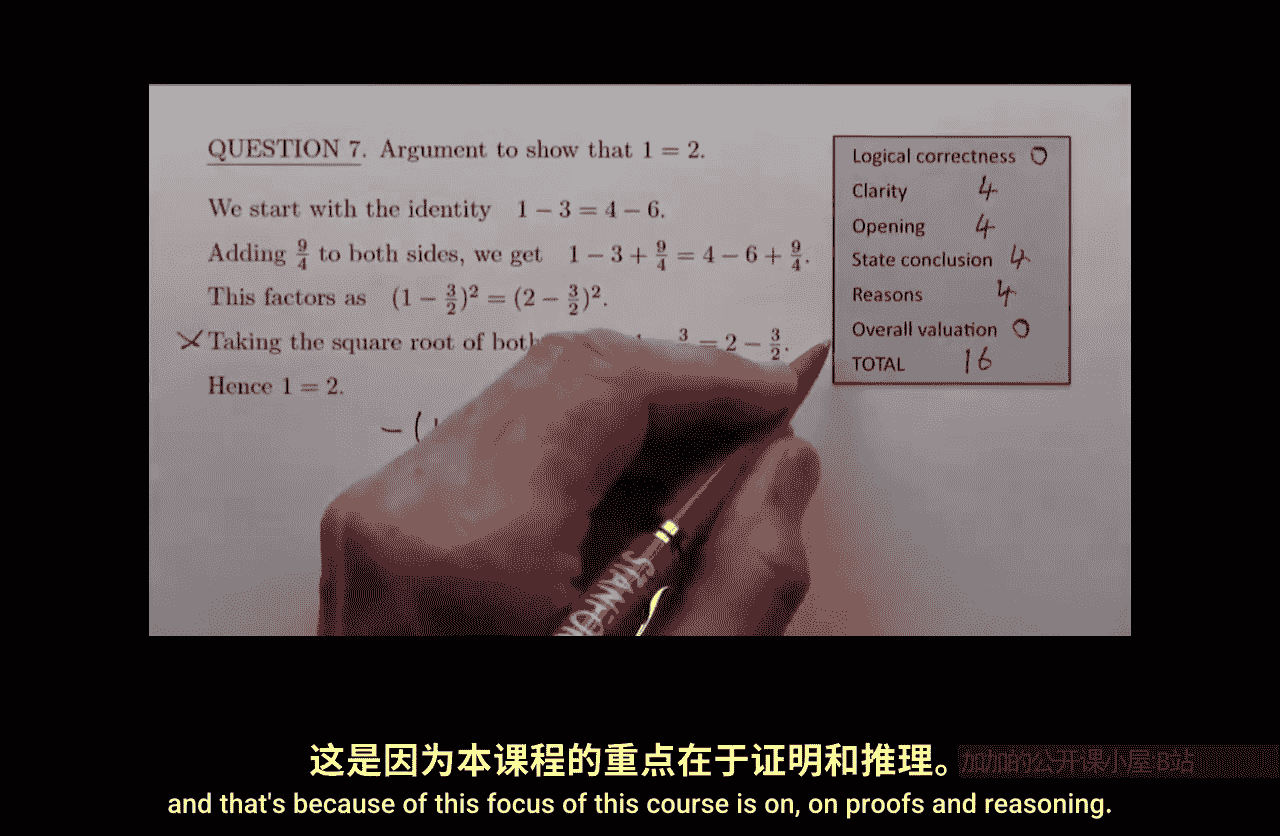 QUESTION 7. Argument to show that 1 = 2.
We start with the identity 1 − 3 = 4 − 6.
Adding 9/4 to both sides, we get 1 − 3 + 9/4 = 4 − 6 + 9/4.
This factors as (1 − 3/2)² = (2 − 3/2)².
✗ Taking the square root of both 3 = 2 − 3/2.
Hence 1 = 2.
− (
Logical correctness 0
Clarity 4
Opening 4
State conclusion 4
Reasons 4
Overall valuation 0
TOTAL 16
STANFO
这是因为本课程的重点在于证明和推理。
加加的公开课小屋 B站
and that's because of this focus of this course is on, on proofs and reasoning.